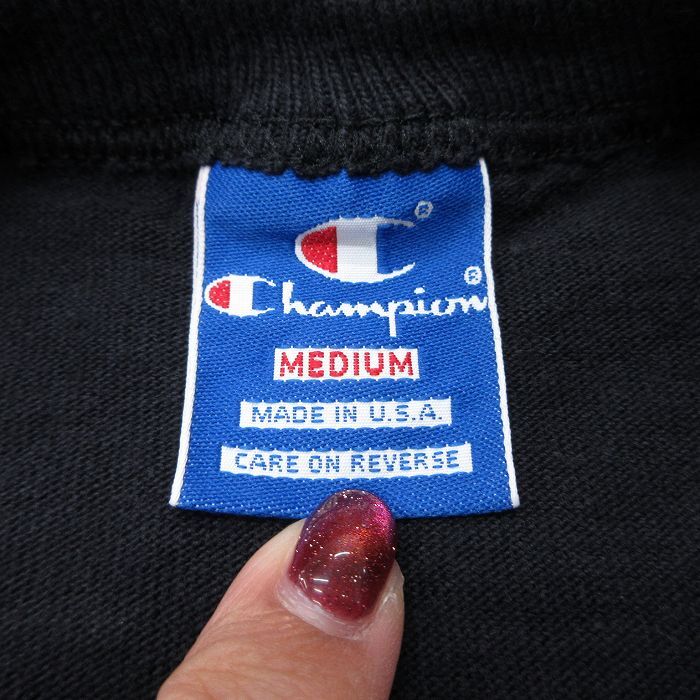 ®
Champion®
MEDIUM
MADE IN U.S.A.
CARE ON REVERSE